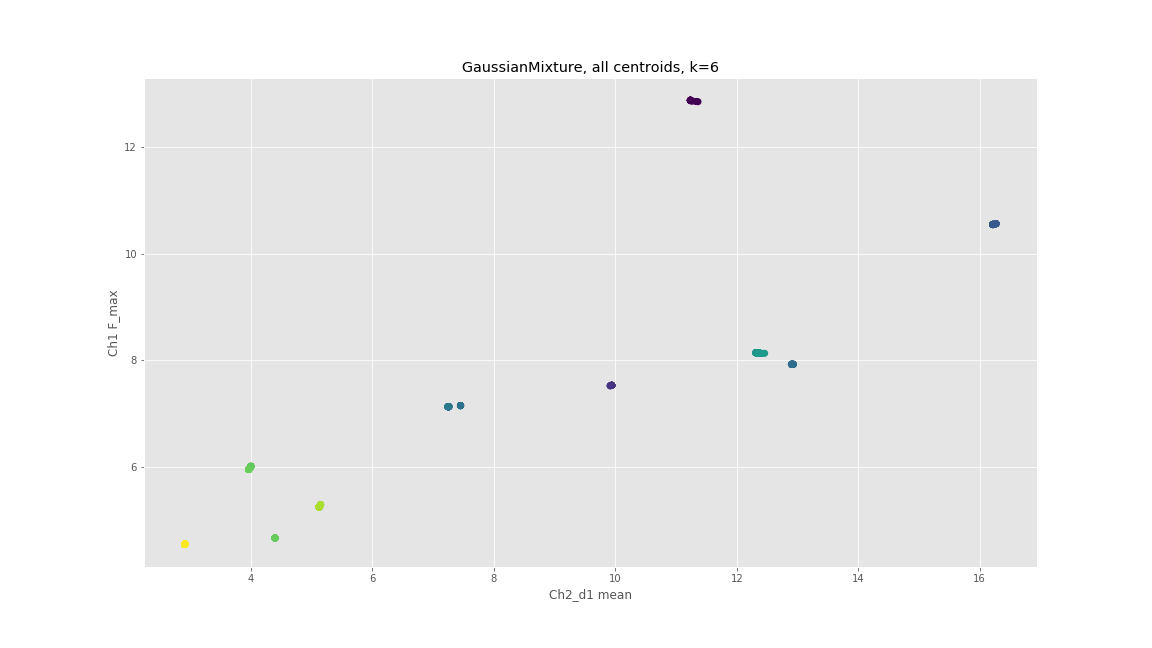 GaussianMixture, all centroids, k=6
12
10
8
6
Ch1 F_max
4 6 8 10 12 14 16
Ch2_d1 mean